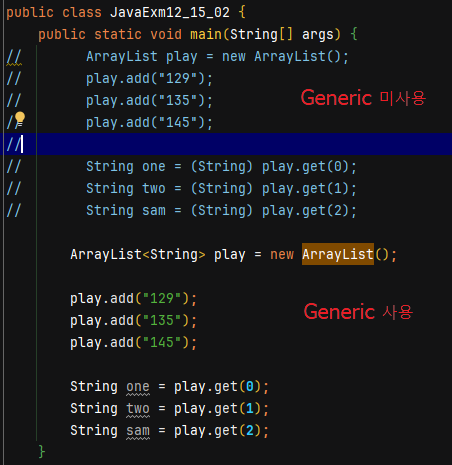 public class JavaExm12_15_02 {
public static void main(String[] args) {
// ArrayList play = new ArrayList();
// play.add("129");
// play.add("135");
// play.add("145");
Generic 미사용
//
// String one = (String) play.get(0);
// String two = (String) play.get(1);
// String sam = (String) play.get(2);
ArrayList<String> play = new ArrayList();
play.add("129");
play.add("135");
play.add("145");
Generic 사용
String one = play.get(0);
String two = play.get(1);
String sam = play.get(2);
}